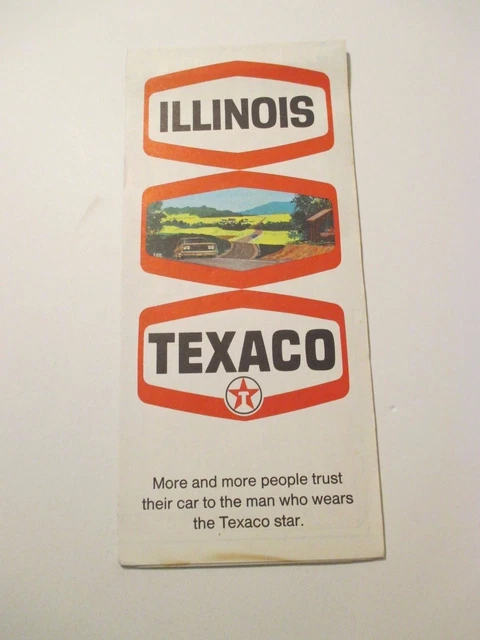 ILLINOIS
TEXACO
T
More and more people trust
their car to the man who wears
the Texaco star.